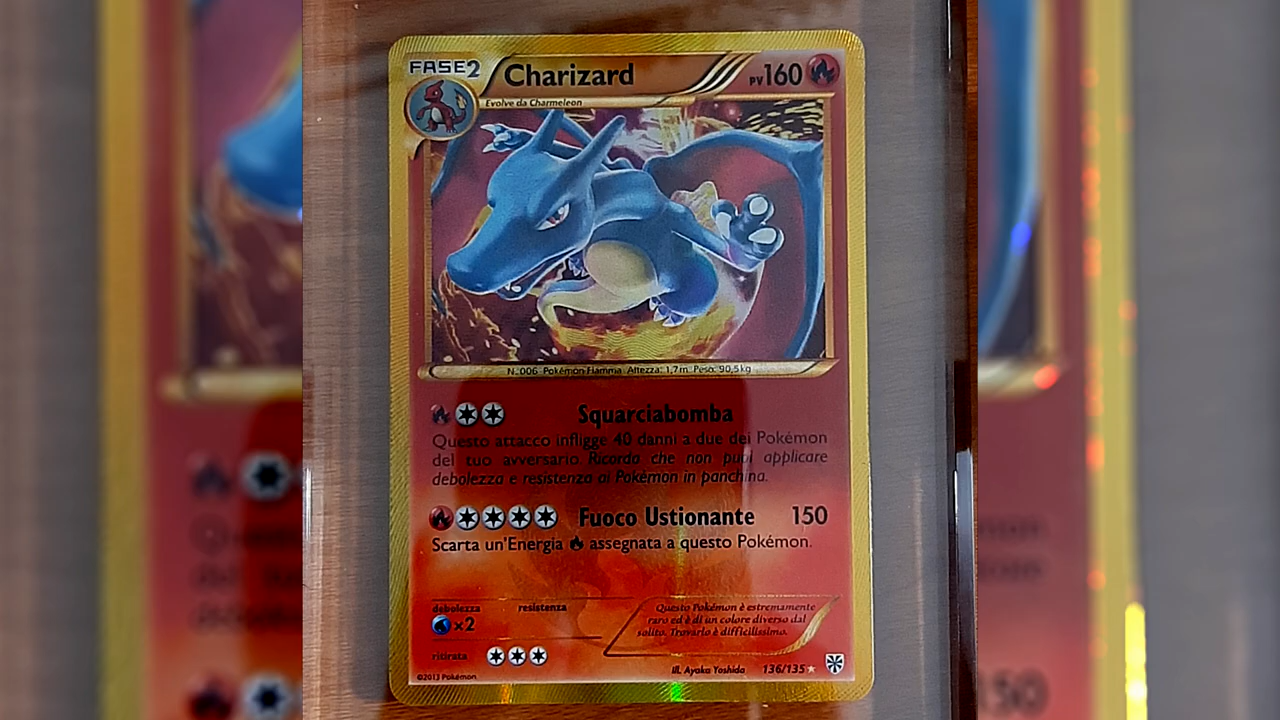 FASE2
Charizard
PV160
Evolve da Charmeleon
N. 006 Pokémon Fiamma Altezza: 1,7m Peso: 90,5kg
Squarciabomba
Questo attacco infligge 40 danni a due dei Pokémon
del tuo avversario. Ricorda che non puoi applicare
debolezza e resistenza ai Pokémon in panchina.
Fuoco Ustionante 150
Scarta un'Energia assegnata a questo Pokémon.
debolezza resistenza
×2
Questo Pokémon è estremamente
raro ed è di un colore diverso dal
solito. Trovarlo è difficilissimo.
ritirata
Ill. Ayaka Yoshida 136/135
©2013 Pokémon
150